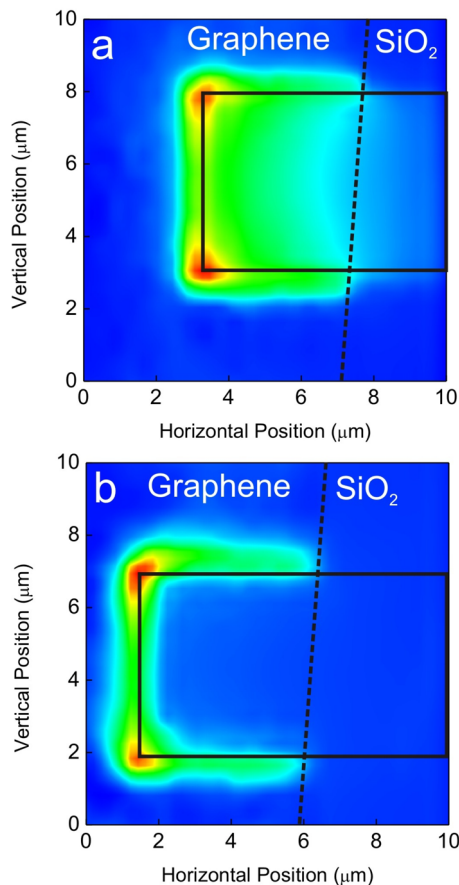 a
Graphene
SiO₂
10
8
6
4
2
0
Vertical Position (μm)
0 2 4 6 8 10
Horizontal Position (μm)
b
Graphene
SiO₂
10
8
6
4
2
0
Vertical Position (μm)
0 2 4 6 8 10
Horizontal Position (μm)